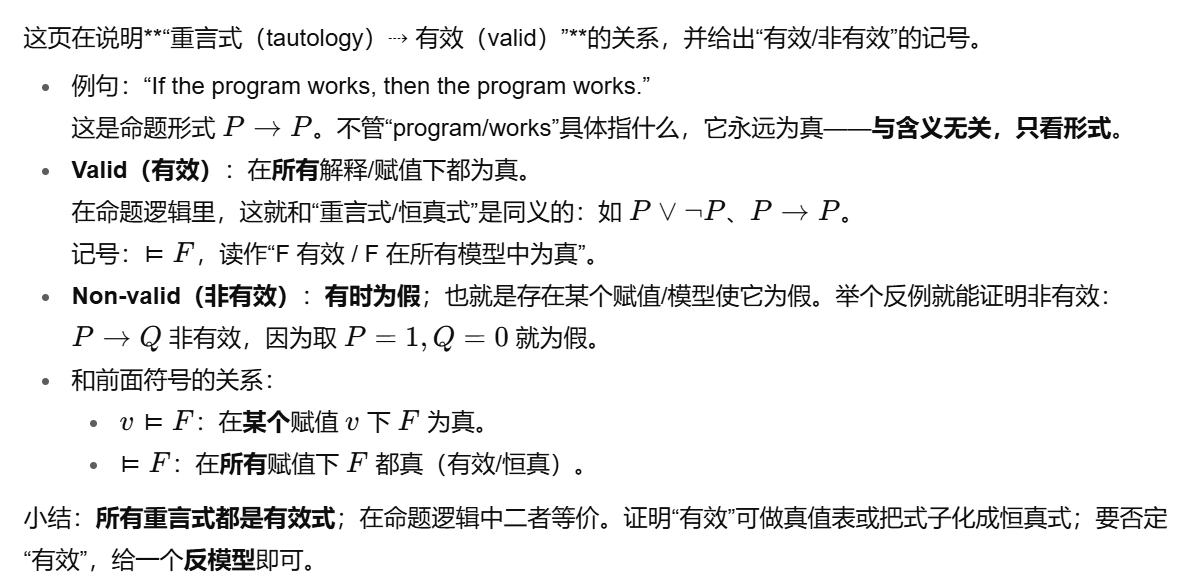 这页在说明**“重言式（tautology）⇢ 有效（valid）”**的关系，并给出“有效/非有效”的记号。
• 例句：“If the program works, then the program works.”
这是命题形式 P → P。不管“program/works”具体指什么，它永远为真——与含义无关，只看形式。
• Valid（有效）：在所有解释/赋值下都为真。
在命题逻辑里，这就和“重言式/恒真式”是同义的：如 P ∨ ¬P、P → P。
记号：⊨ F，读作“F 有效 / F 在所有模型中为真”。
• Non-valid（非有效）：有时为假；也就是存在某个赋值/模型使它为假。举个反例就能证明非有效：
P → Q 非有效，因为取 P = 1, Q = 0 就为假。
• 和前面符号的关系：
• v ⊨ F：在某个赋值 v 下 F 为真。
• ⊨ F：在所有赋值下 F 都真（有效/恒真）。
小结：所有重言式都是有效式；在命题逻辑中二者等价。证明“有效”可做真值表或把式子化成恒真式；要否定
“有效”，给一个反模型即可。